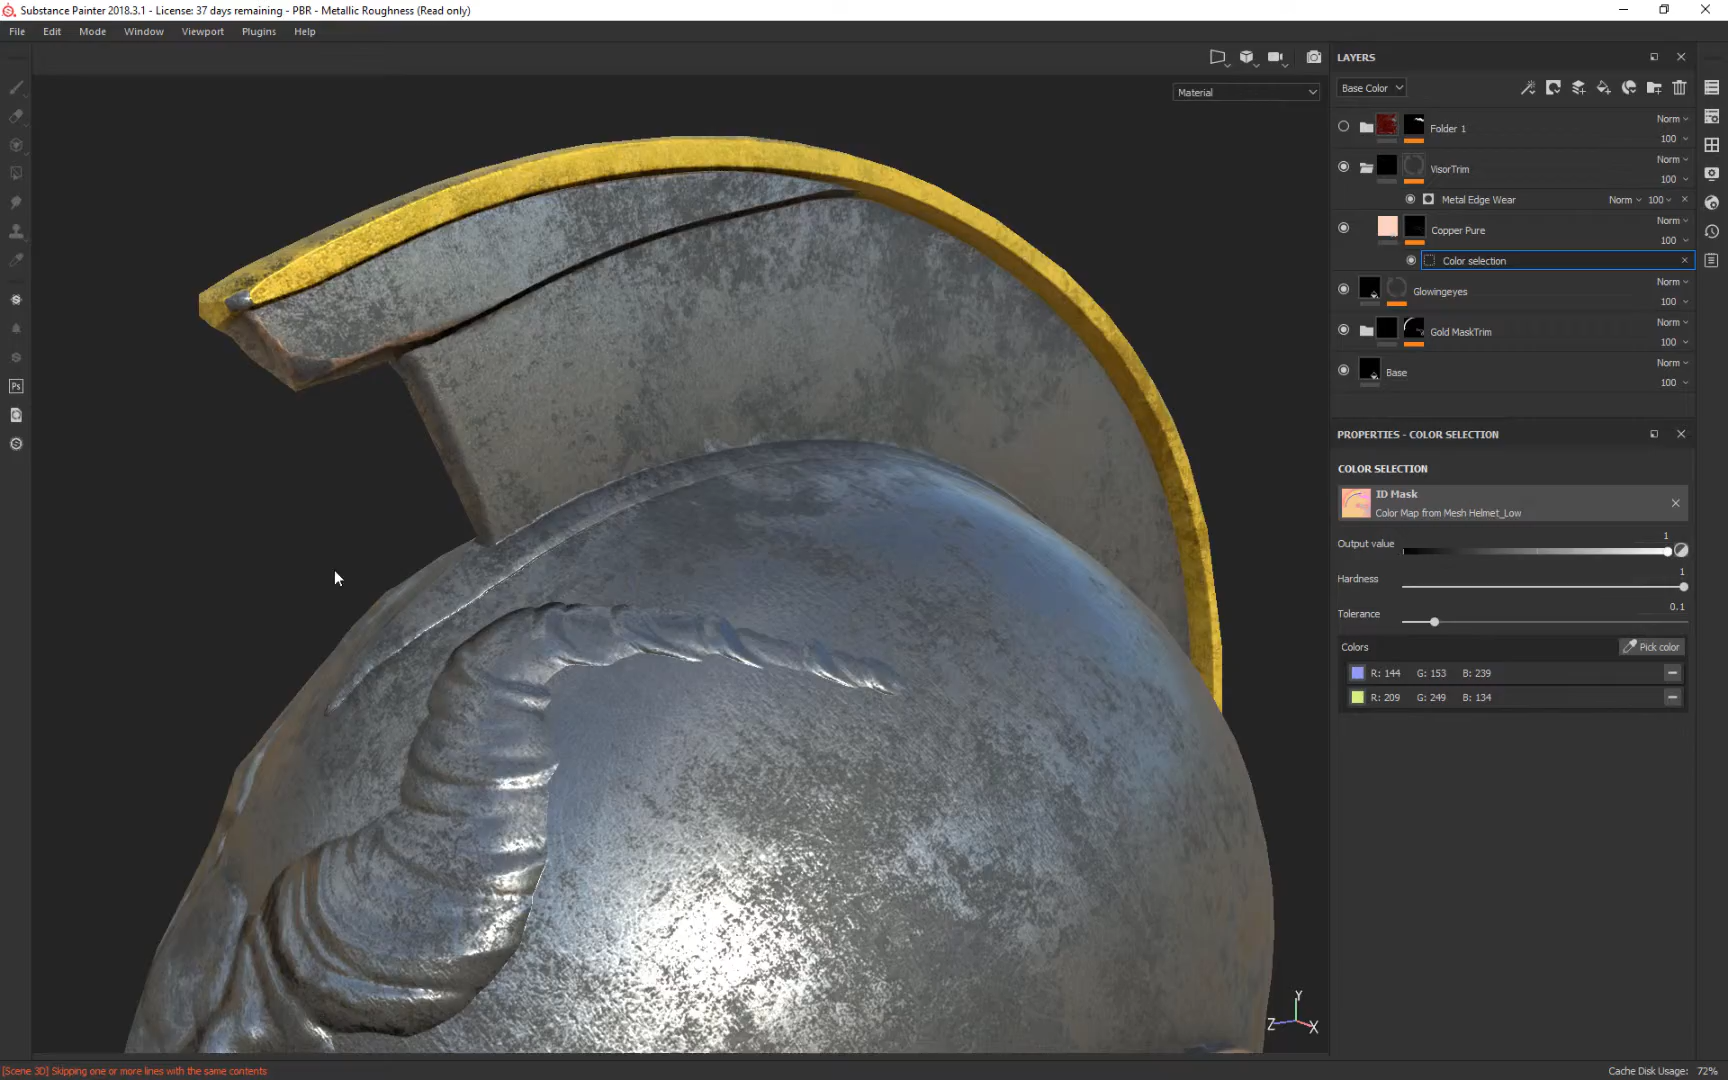 Substance Painter 2018.3.1 - License: 37 days remaining - PBR - Metallic Roughness (Read only)
File Edit Mode Window Viewport Plugins Help
Material
LAYERS
Base Color
Folder 1 Norm
100
VisorTrim Norm
100
Metal Edge Wear Norm 100
Copper Pure Norm
100
Color selection
Glowingeyes Norm
100
Gold MaskTrim Norm
100
Base Norm
100
PROPERTIES - COLOR SELECTION
COLOR SELECTION
ID Mask
Color Map from Mesh Helmet_Low
Output value 1
Hardness 1
Tolerance 0.1
Colors Pick color
R: 144 G: 153 B: 239
R: 209 G: 249 B: 134
Ps
Z Y X
[Scene 3D] Skipping one or more lines with the same contents
Cache Disk Usage: 72%